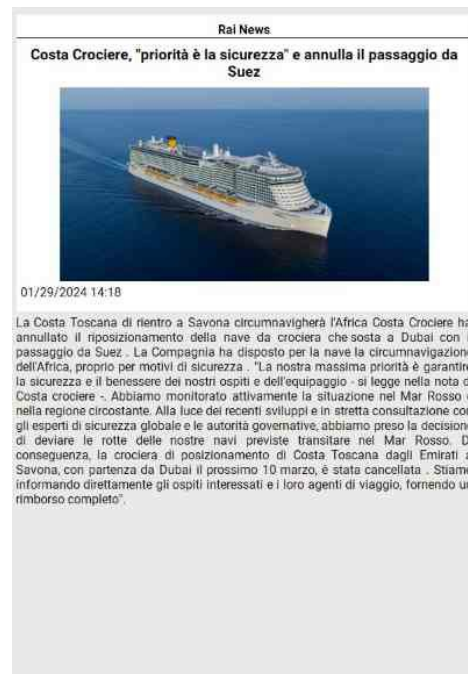 Rai News
Costa Crociere, "priorità è la sicurezza" e annulla il passaggio da
Suez
01/29/2024 14:18
La Costa Toscana di rientro a Savona circumnavigherà l'Africa Costa Crociere ha
annullato il riposizionamento della nave da crociera che sosta a Dubai con
passaggio da Suez . La Compagnia ha disposto per la nave la circumnavigazione
dell'Africa, proprio per motivi di sicurezza . "La nostra massima priorità è garantire
la sicurezza e il benessere dei nostri ospiti e dell'equipaggio - si legge nella nota d
Costa crociere -. Abbiamo monitorato attivamente la situazione nel Mar Rosso e
nella regione circostante. Alla luce dei recenti sviluppi e in stretta consultazione con
gli esperti di sicurezza globale e le autorità governative, abbiamo preso la decisione
di deviare le rotte delle nostre navi previste transitare nel Mar Rosso. D
conseguenza, la crociera di posizionamento di Costa Toscana dagli Emirati a
Savona, con partenza da Dubai il prossimo 10 marzo, è stata cancellata . Stiamo
informando direttamente gli ospiti interessati e i loro agenti di viaggio, fornendo un
rimborso completo".